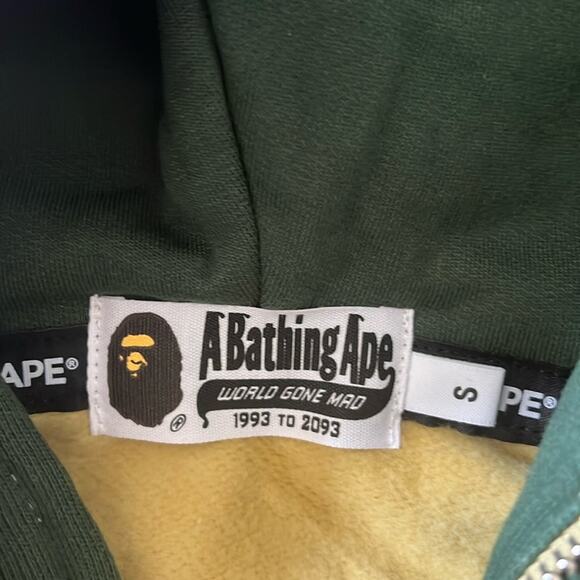 APE®
A Bathing Ape
WORLD GONE MAD
1993 TO 2093
®
S
PE®